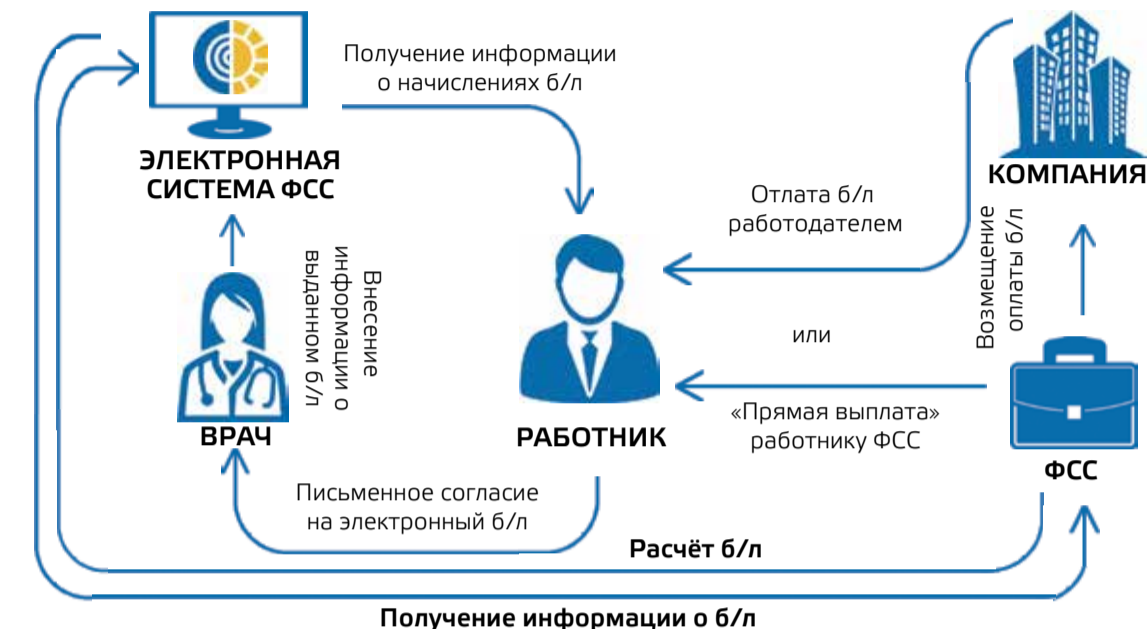 Получение информации
о начислениях б/л
ЭЛЕКТРОННАЯ
СИСТЕМА ФСС
КОМПАНИЯ
Отлата б/л
работодателем
Возмещение
оплаты б/л
Внесение
информации о
выданном б/л
или
ВРАЧ
РАБОТНИК
«Прямая выплата»
работнику ФСС
ФСС
Письменное согласие
на электронный б/л
Расчёт б/л
Получение информации о б/л